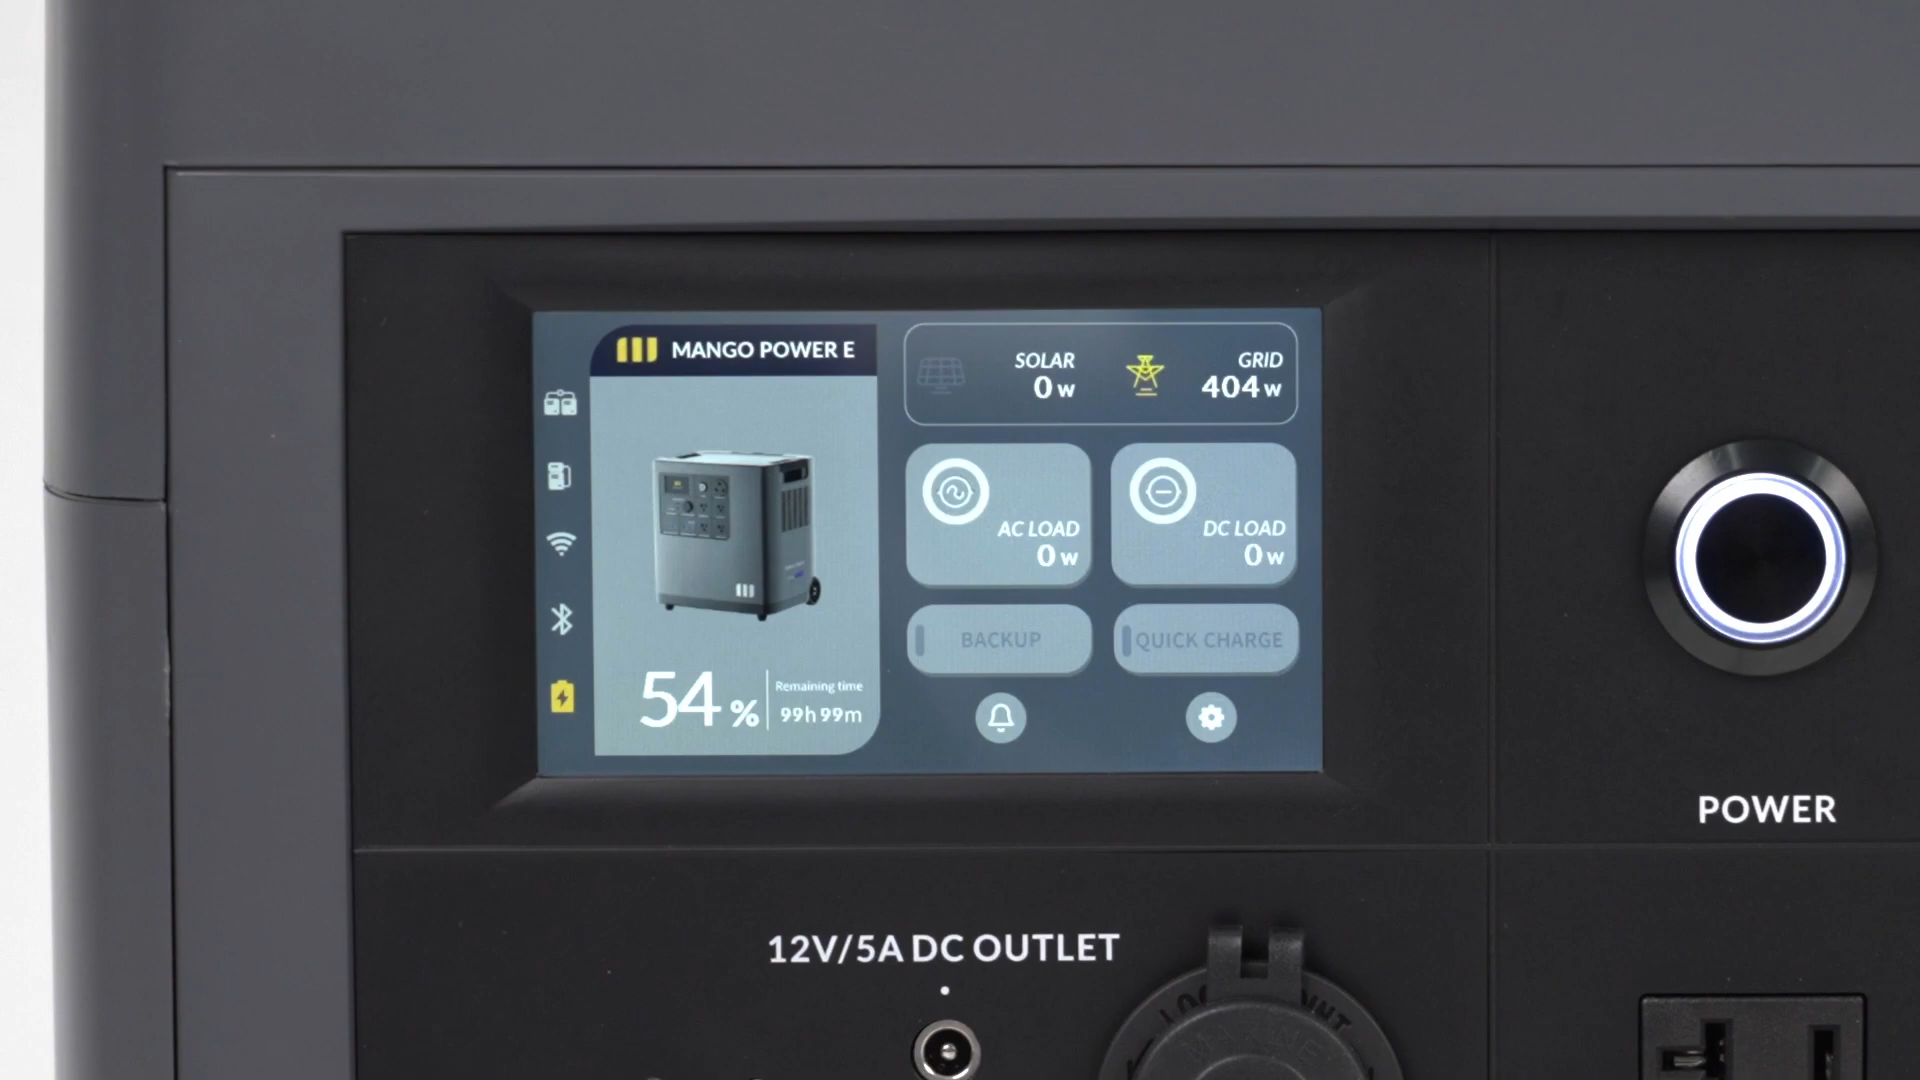 MANGO POWER E
SOLAR
0 w
GRID
404 w
AC LOAD
0 w
DC LOAD
0 w
BACKUP
QUICK CHARGE
54 %
Remaining time
99h 99m
POWER
12V/5A DC OUTLET